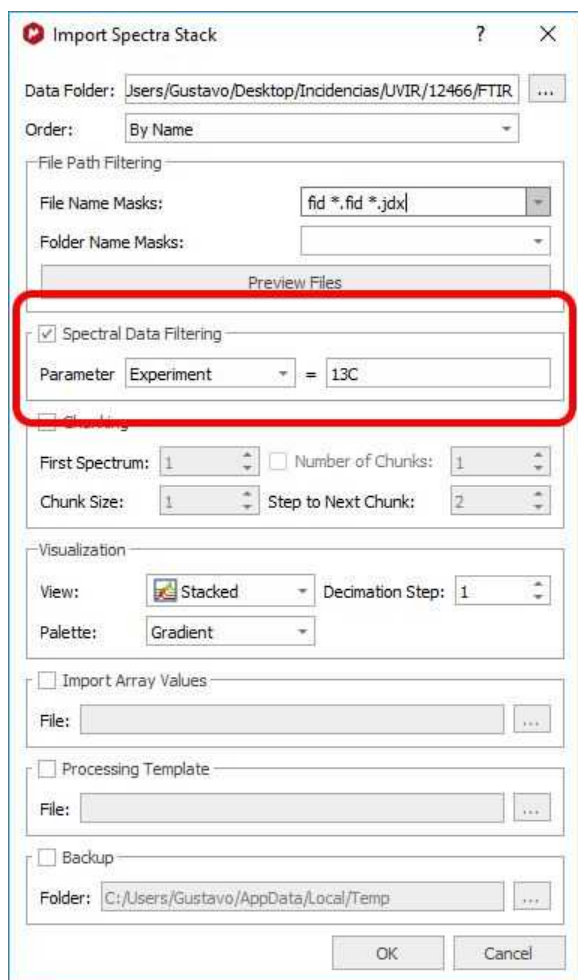 Import Spectra Stack ? ×
Data Folder: Jsers/Gustavo/Desktop/Incidencias/UVIR/12466/FTIR ...
Order: By Name
File Path Filtering
File Name Masks: fid *.fid *.jdx
Folder Name Masks:
Preview Files
Spectral Data Filtering
Parameter Experiment = 13C
Chunking
First Spectrum: 1 Number of Chunks: 1
Chunk Size: 1 Step to Next Chunk: 2
Visualization
View: Stacked Decimation Step: 1
Palette: Gradient
Import Array Values
File: ...
Processing Template
File: ...
Backup
Folder: C:/Users/Gustavo/AppData/Local/Temp ...
OK Cancel